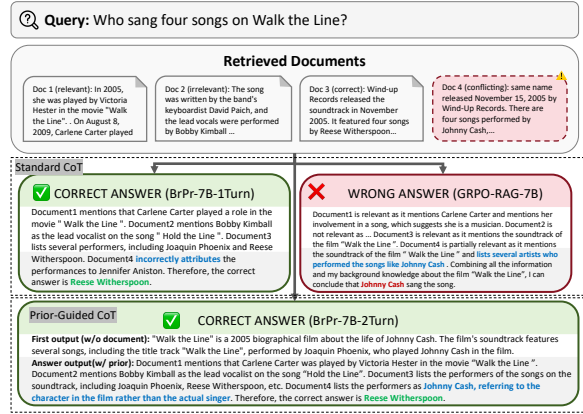 Query: Who sang four songs on Walk the Line?
Retrieved Documents
Doc 1 (relevant): In 2005,
she was played by Victoria
Hester in the movie "Walk
the Line". . On August 8,
2009, Carlene Carter played
Doc 2 (irrelevant): The song
was written by the band's
keyboardist David Paich, and
the lead vocals were performed
by Bobby Kimball ...
Doc 3 (correct): Wind-up
Records released the
soundtrack in November
2005. It featured four songs
by Reese Witherspoon...
Doc 4 (conflicting): same name
released November 15, 2005 by
Wind-Up Records. There are
four songs performed by
Johnny Cash,...
Standard CoT
CORRECT ANSWER (BrPr-7B-1Turn)
Document1 mentions that Carlene Carter played a role in the
movie " Walk the Line ". Document2 mentions Bobby Kimball
as the lead vocalist on the song " Hold the Line ". Document3
lists several performers, including Joaquin Phoenix and Reese
Witherspoon. Document4 incorrectly attributes the
performances to Jennifer Aniston. Therefore, the correct
answer is Reese Witherspoon.
WRONG ANSWER (GRPO-RAG-7B)
Document1 is relevant as it mentions Carlene Carter and mentions her
involvement in a song, which suggests she is a musician. Document2 is
not relevant as ... Document3 is relevant as it mentions the soundtrack of
the film "Walk the Line". Document4 is partially relevant as it mentions
the soundtrack of the film " Walk the Line " and lists several artists who
performed the songs like Johnny Cash . Combining all the information
and my background knowledge about the film "Walk the Line", I can
conclude that Johnny Cash sang the song.
Prior-Guided CoT
CORRECT ANSWER (BrPr-7B-2Turn)
First output (w/o document): "Walk the Line" is a 2005 biographical film about the life of Johnny Cash. The film's soundtrack features
several songs, including the title track "Walk the Line", performed by Joaquin Phoenix, who played Johnny Cash in the film.
Answer output(w/ prior): Document1 mentions that Carlene Carter was played by Victoria Hester in the movie "Walk the Line ".
Document2 mentions Bobby Kimball as the lead vocalist on the song "Hold the Line". Document3 lists the performers of the songs on the
soundtrack, including Joaquin Phoenix, Reese Witherspoon, etc. Document4 lists the performers as Johnny Cash, referring to the
character in the film rather than the actual singer. Therefore, the correct answer is Reese Witherspoon.